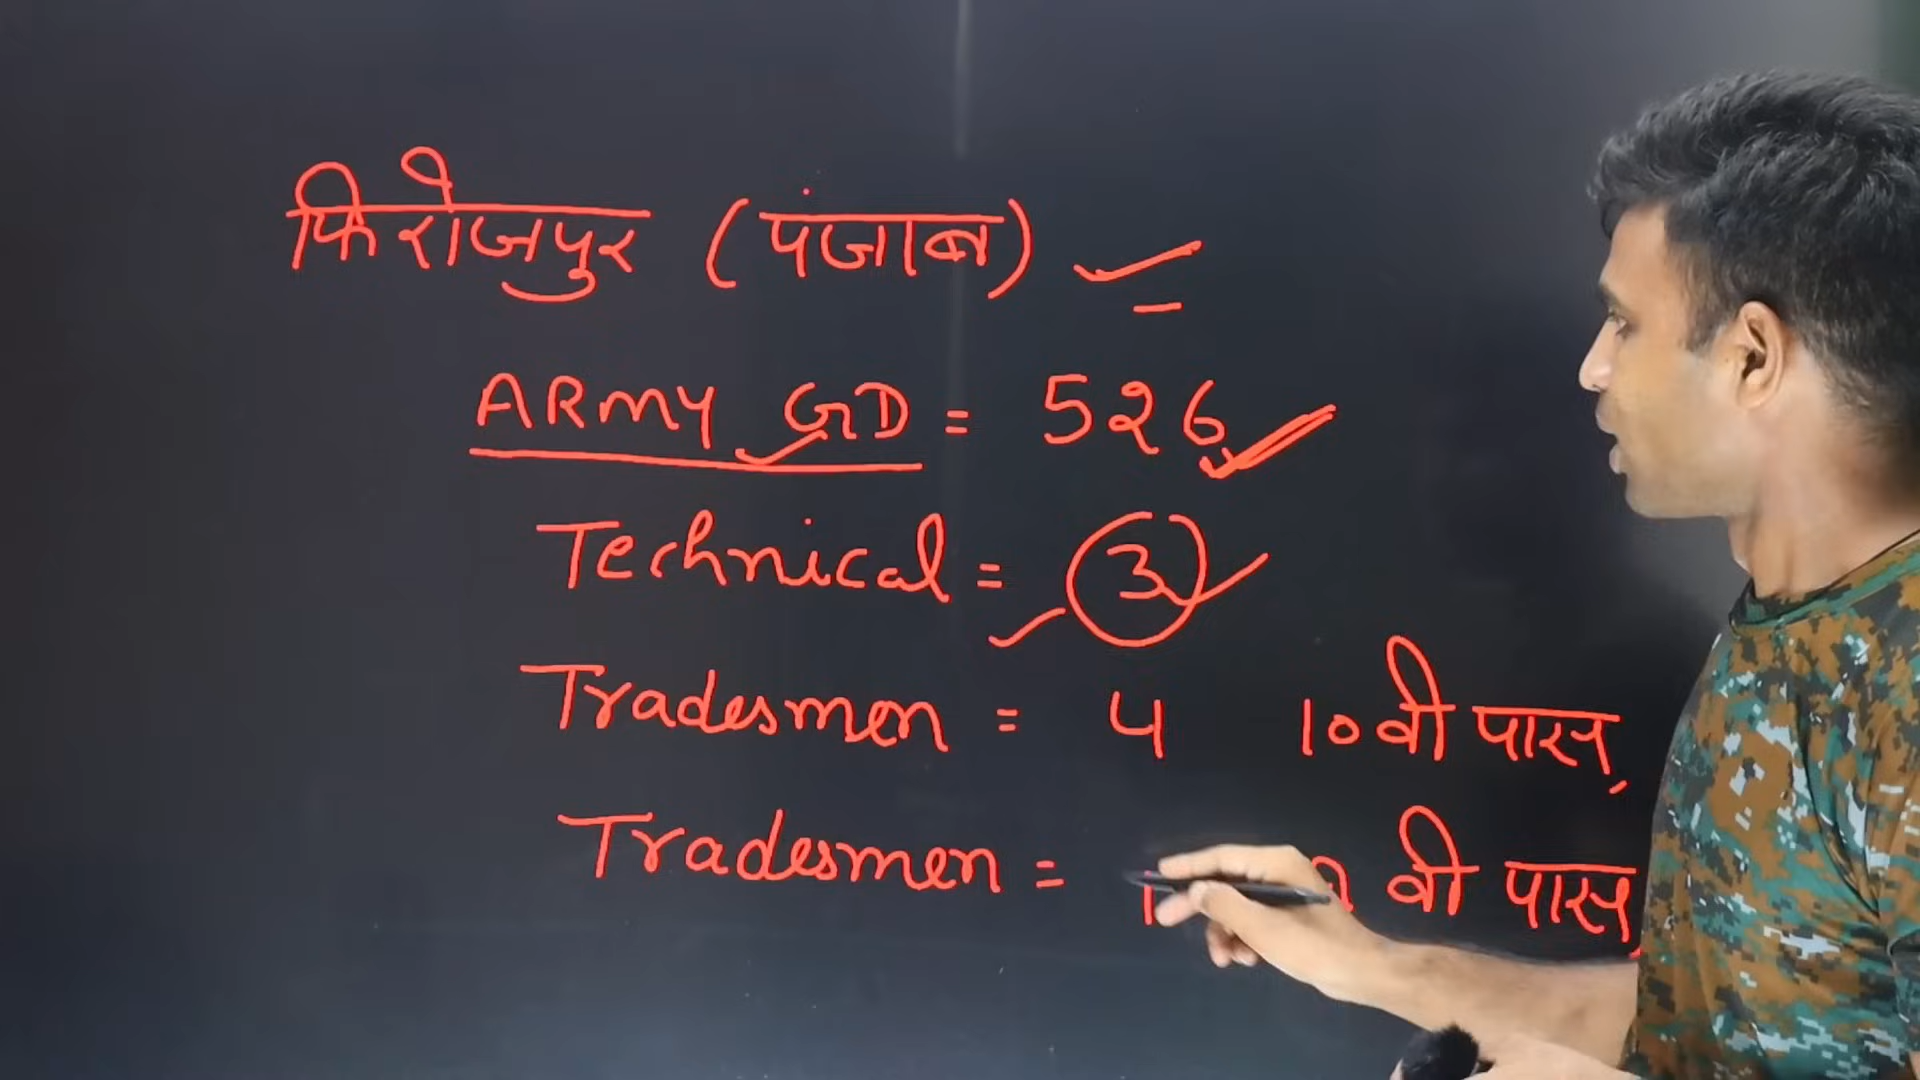 फिरोजपुर (पंजाब)
ARMY GD = 526
Technical = 3
Tradesmen = 4 10वी पास
Tradesmen = वी पास